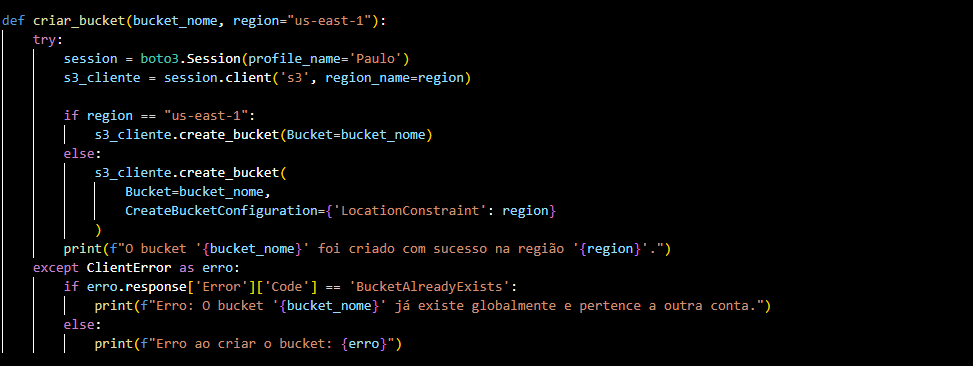 def criar_bucket(bucket_nome, region="us-east-1"):
    try:
        session = boto3.Session(profile_name='Paulo')
        s3_cliente = session.client('s3', region_name=region)

        if region == "us-east-1":
            s3_cliente.create_bucket(Bucket=bucket_nome)
        else:
            s3_cliente.create_bucket(
                Bucket=bucket_nome,
                CreateBucketConfiguration={'LocationConstraint': region}
            )
        print(f"O bucket '{bucket_nome}' foi criado com sucesso na região '{region}'.")
    except ClientError as erro:
        if erro.response['Error']['Code'] == 'BucketAlreadyExists':
            print(f"Erro: O bucket '{bucket_nome}' já existe globalmente e pertence a outra conta.")
        else:
            print(f"Erro ao criar o bucket: {erro}")